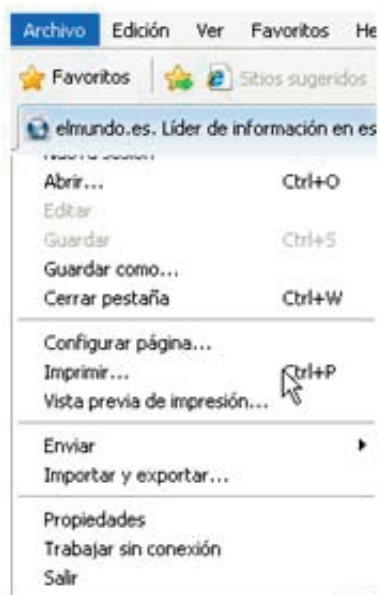 Archivo Edición Ver Favoritos
Favoritos Sitios sugeridos
elmundo.es. Líder de información en es
Abrir... Ctrl+O
Editar
Guardar Ctrl+S
Guardar como...
Cerrar pestaña Ctrl+W
Configurar página...
Imprimir... Ctrl+P
Vista previa de impresión...
Enviar
Importar y exportar...
Propiedades
Trabajar sin conexión
Salir